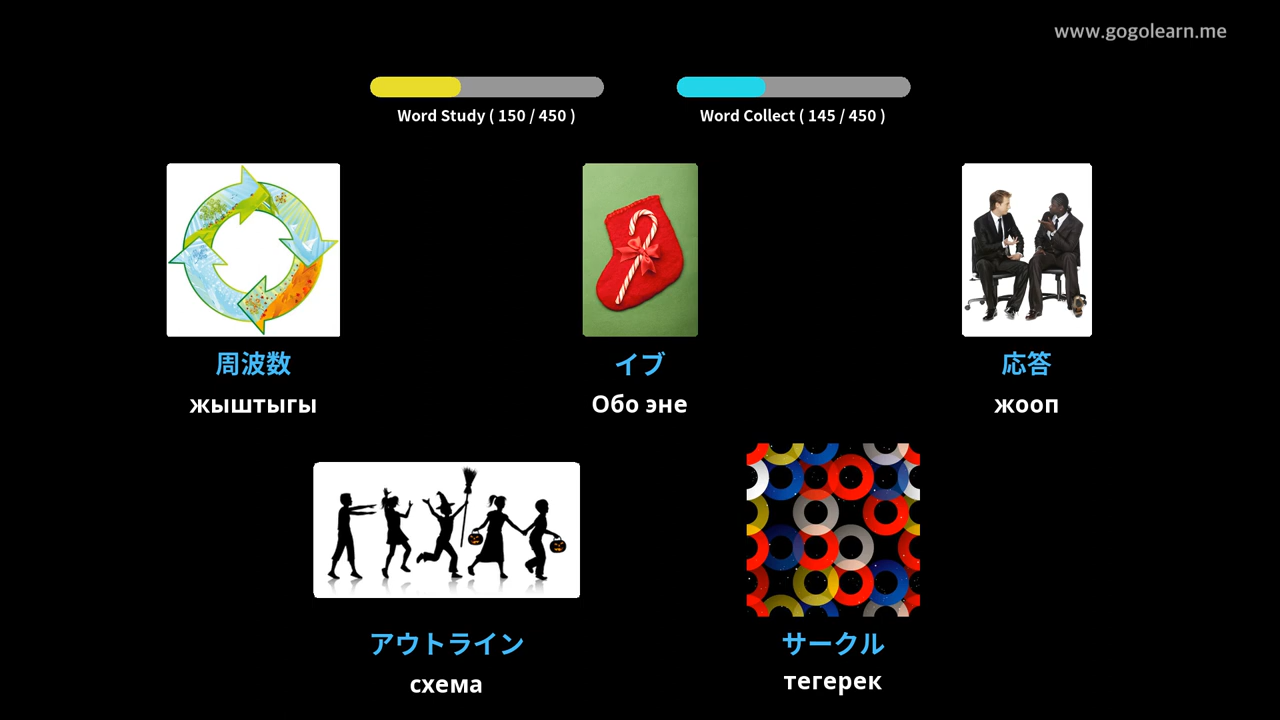 www.gogolearn.me
Word Study ( 150 / 450 )
Word Collect ( 145 / 450 )
周波数
イブ
応答
жыштыгы
Обо эне
жооп
アウトライン
サークル
схема
тегерек